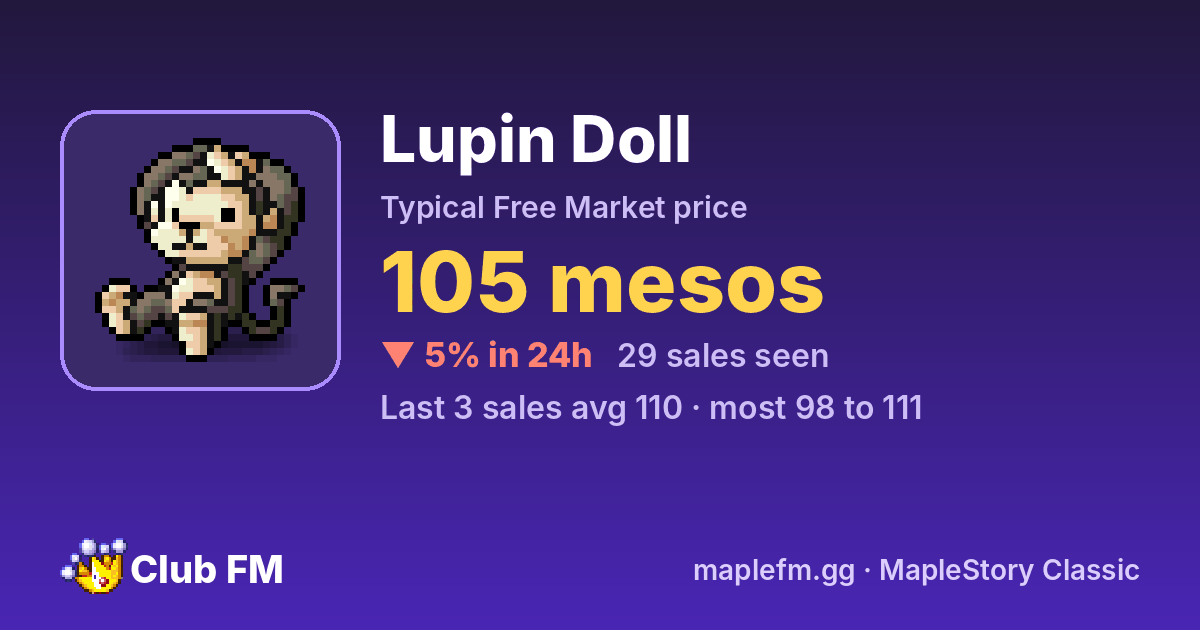 Lupin Doll
Typical Free Market price
105 mesos
▼ 5% in 24h 29 sales seen
Last 3 sales avg 110 · most 98 to 111
Club FM
maplefm.gg · MapleStory Classic